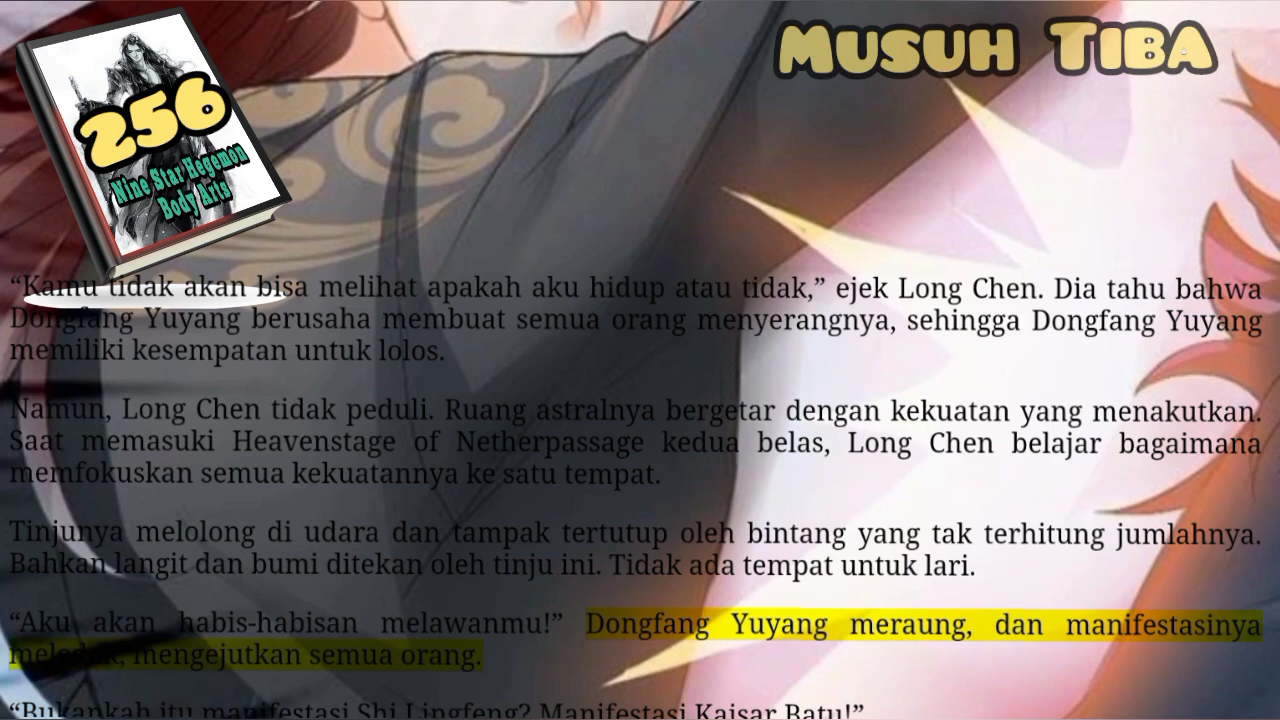 MUSUH TIBA
256
Nine Star Hegemon
Body Arts
“Kamu tidak akan bisa melihat apakah aku hidup atau tidak,” ejek Long Chen. Dia tahu bahwa
Dongfang Yuyang berusaha membuat semua orang menyerangnya, sehingga Dongfang Yuyang
memiliki kesempatan untuk lolos.
Namun, Long Chen tidak peduli. Ruang astralnya bergetar dengan kekuatan yang menakutkan.
Saat memasuki Heavenstage of Netherpassage kedua belas, Long Chen belajar bagaimana
memfokuskan semua kekuatannya ke satu tempat.
Tinjunya melolong di udara dan tampak tertutup oleh bintang yang tak terhitung jumlahnya.
Bahkan langit dan bumi ditekan oleh tinju ini. Tidak ada tempat untuk lari.
“Aku akan habis-habisan melawanmu!” Dongfang Yuyang meraung, dan manifestasinya
meledak, mengejutkan semua orang.
“Bukankah itu manifestasi Shi Lingfeng? Manifestasi Kaisar Batu!”